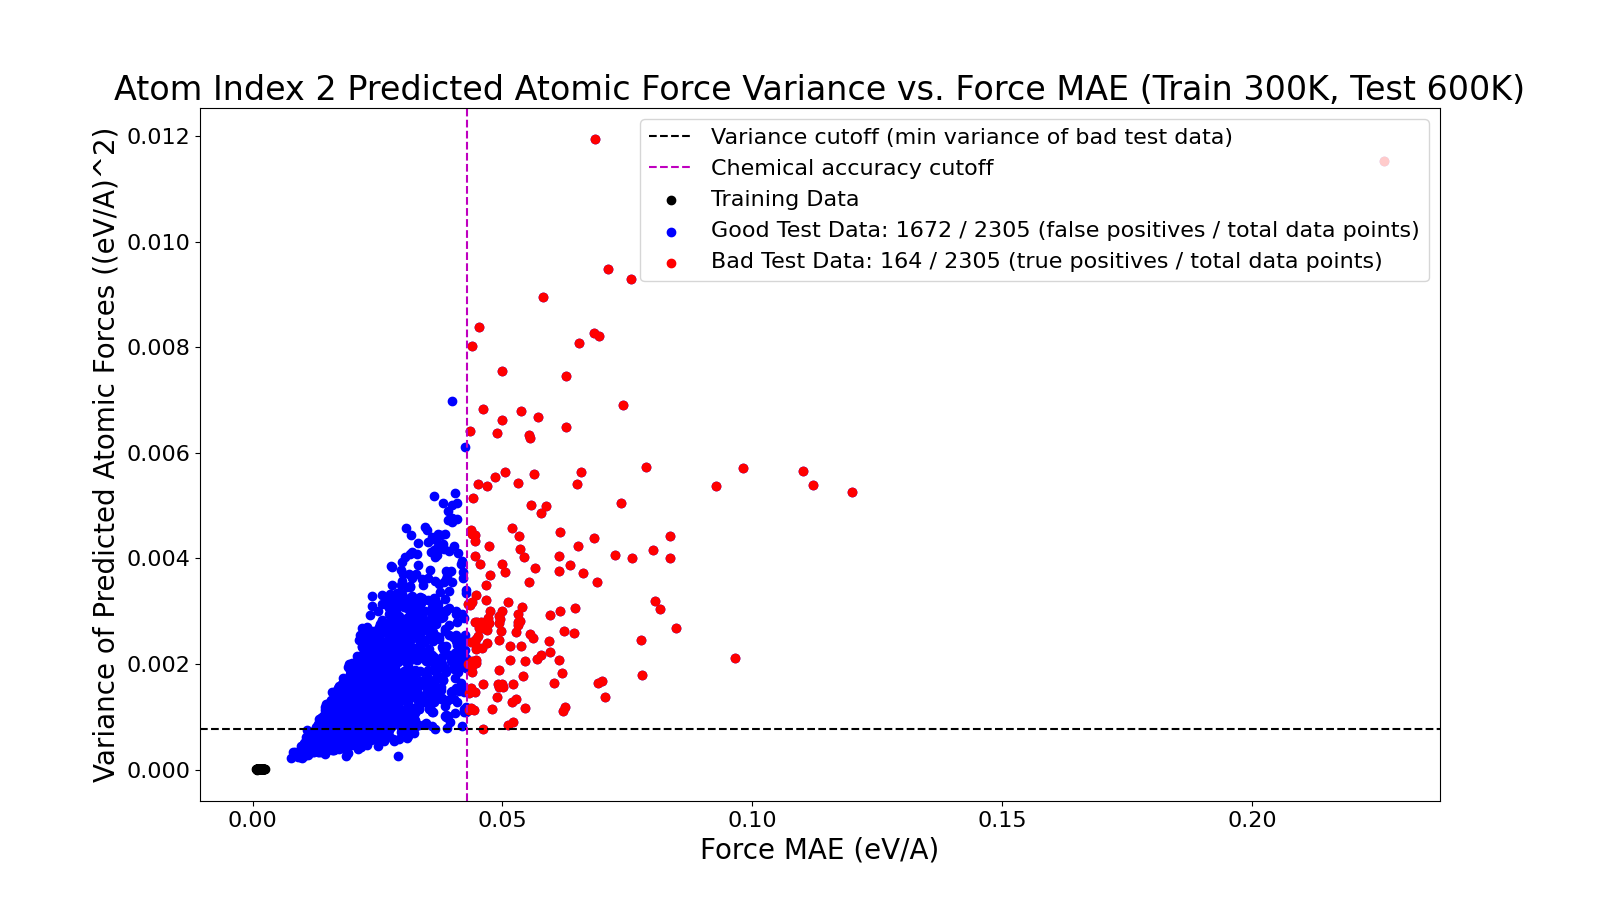 Atom Index 2 Predicted Atomic Force Variance vs. Force MAE (Train 300K, Test 600K)
Variance of Predicted Atomic Forces ((eV/A)^2)
0.012
0.010
0.008
0.006
0.004
0.002
0.000
Variance cutoff (min variance of bad test data)
Chemical accuracy cutoff
Training Data
Good Test Data: 1672 / 2305 (false positives / total data points)
Bad Test Data: 164 / 2305 (true positives / total data points)
0.00 0.05 0.10 0.15 0.20
Force MAE (eV/A)